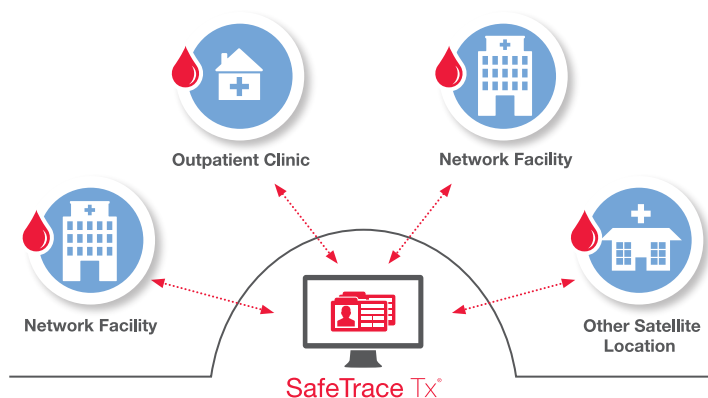 Outpatient Clinic
Network Facility
Network Facility
Other Satellite
Location
SafeTrace Tx®